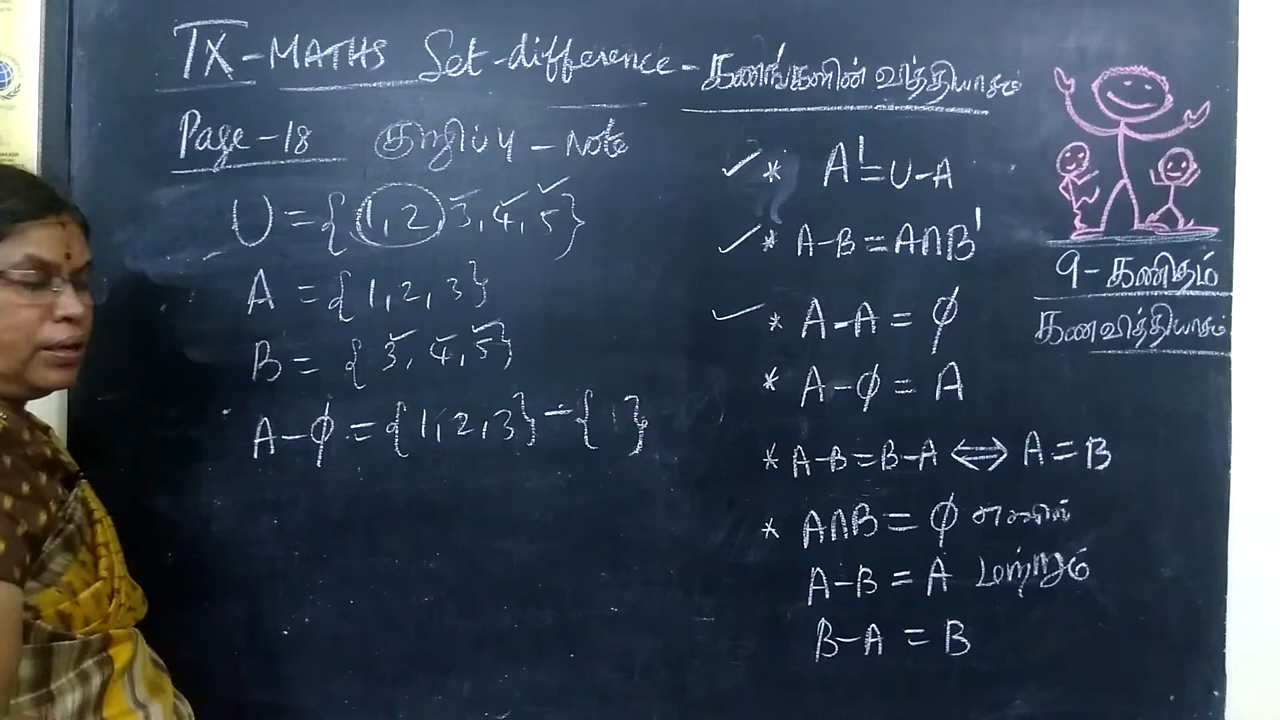 IX-MATHS Set-difference - கணங்களின் வித்தியாசம்
Page-18 குறிப்பு - Note
U = {1,2,3,4,5}
A = {1,2,3}
B = {3,4,5}
A-ϕ = {1,2,3} - { }
✓* A' = U-A
✓* A-B = A∩B'
✓* A-A = ϕ
* A-ϕ = A
* A-B=B-A ⟺ A=B
* A∩B = ϕ எனில்
A-B = A மற்றும்
B-A = B
9-கணிதம்
கணவித்தியாசம்